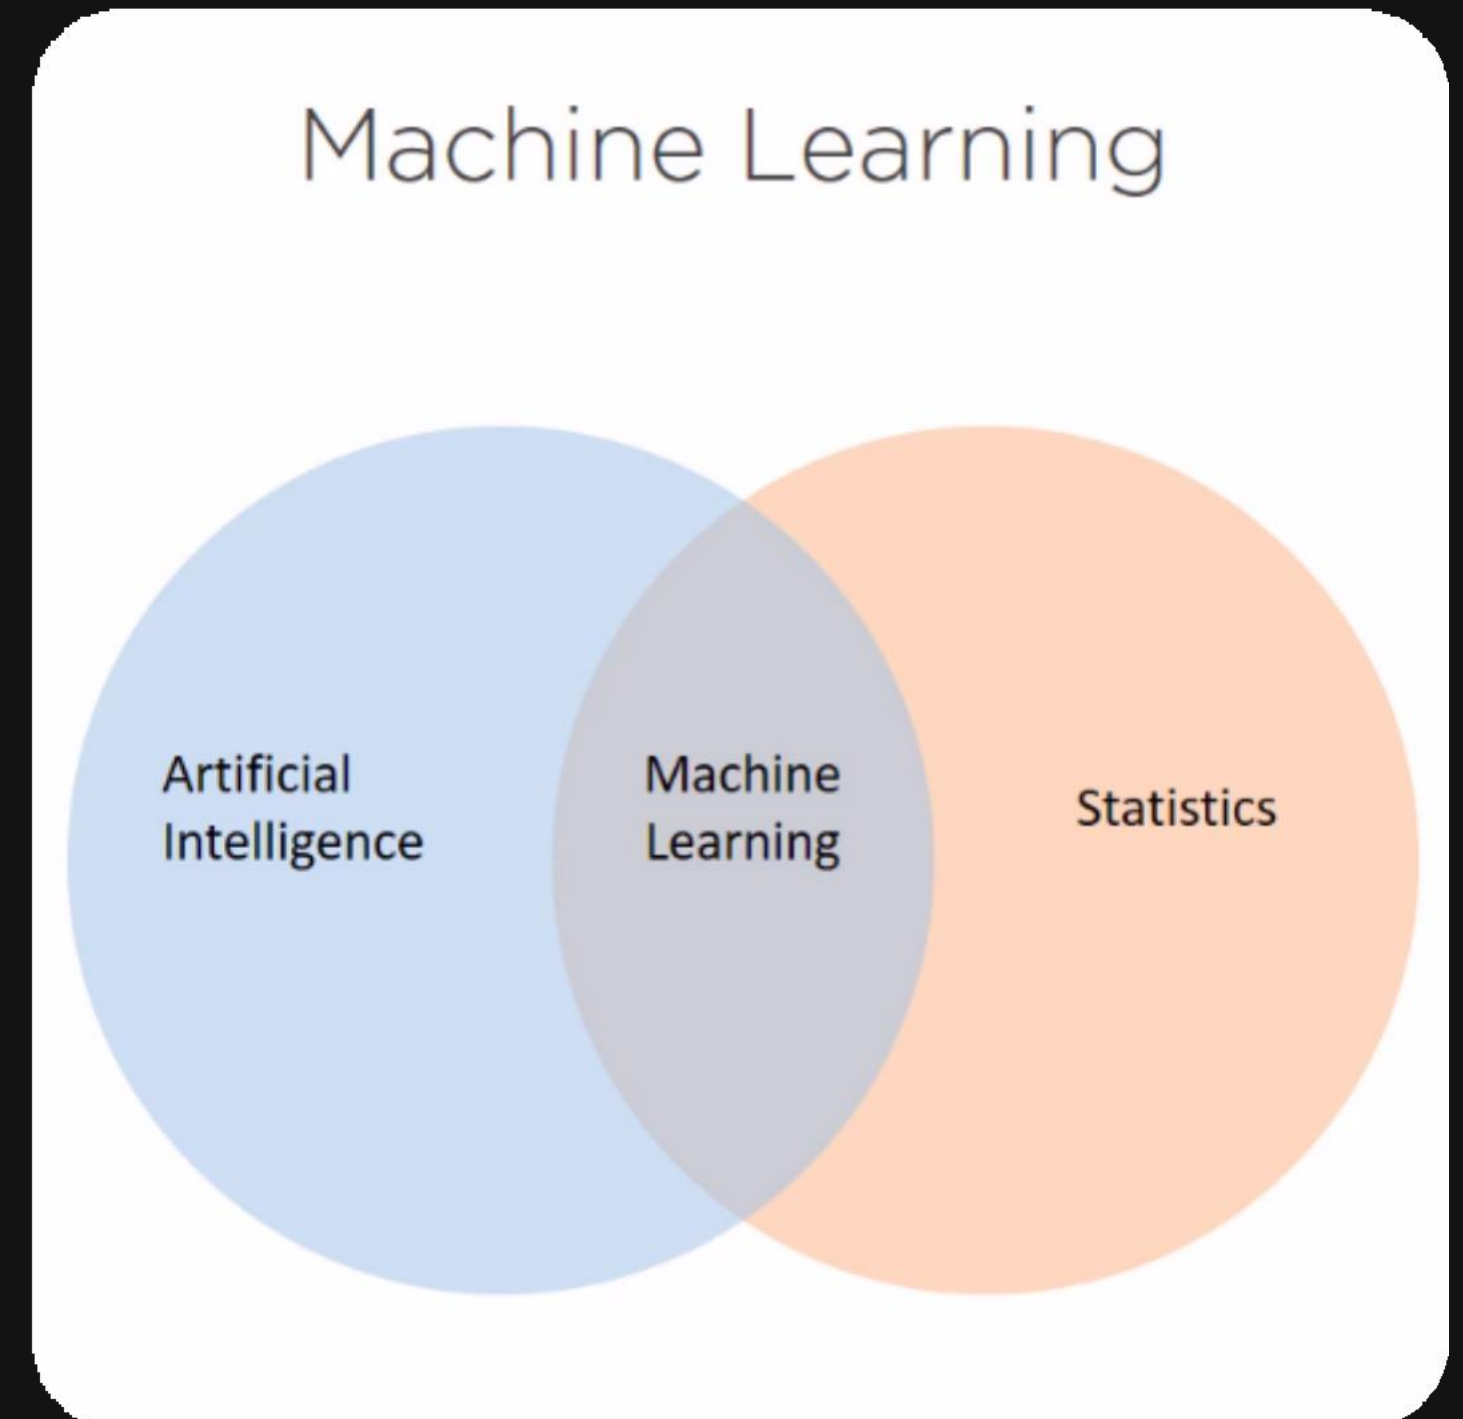 Machine Learning
Artificial
Intelligence
Machine
Learning
Statistics